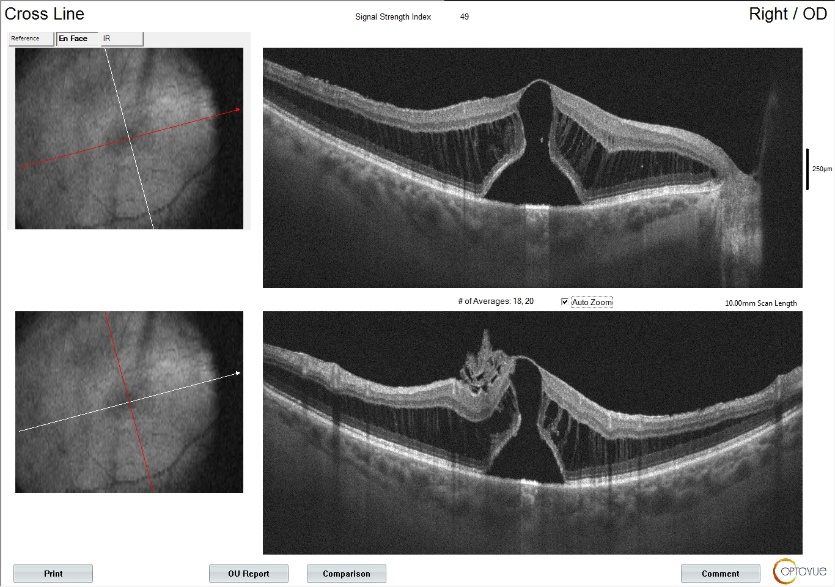 Cross Line
Signal Strength Index 49
Right / OD
Reference En Face IR
250µm
# of Averages: 18, 20 Auto Zoom 10.00mm Scan Length
Print OU Report Comparison Comment OPTOVUE